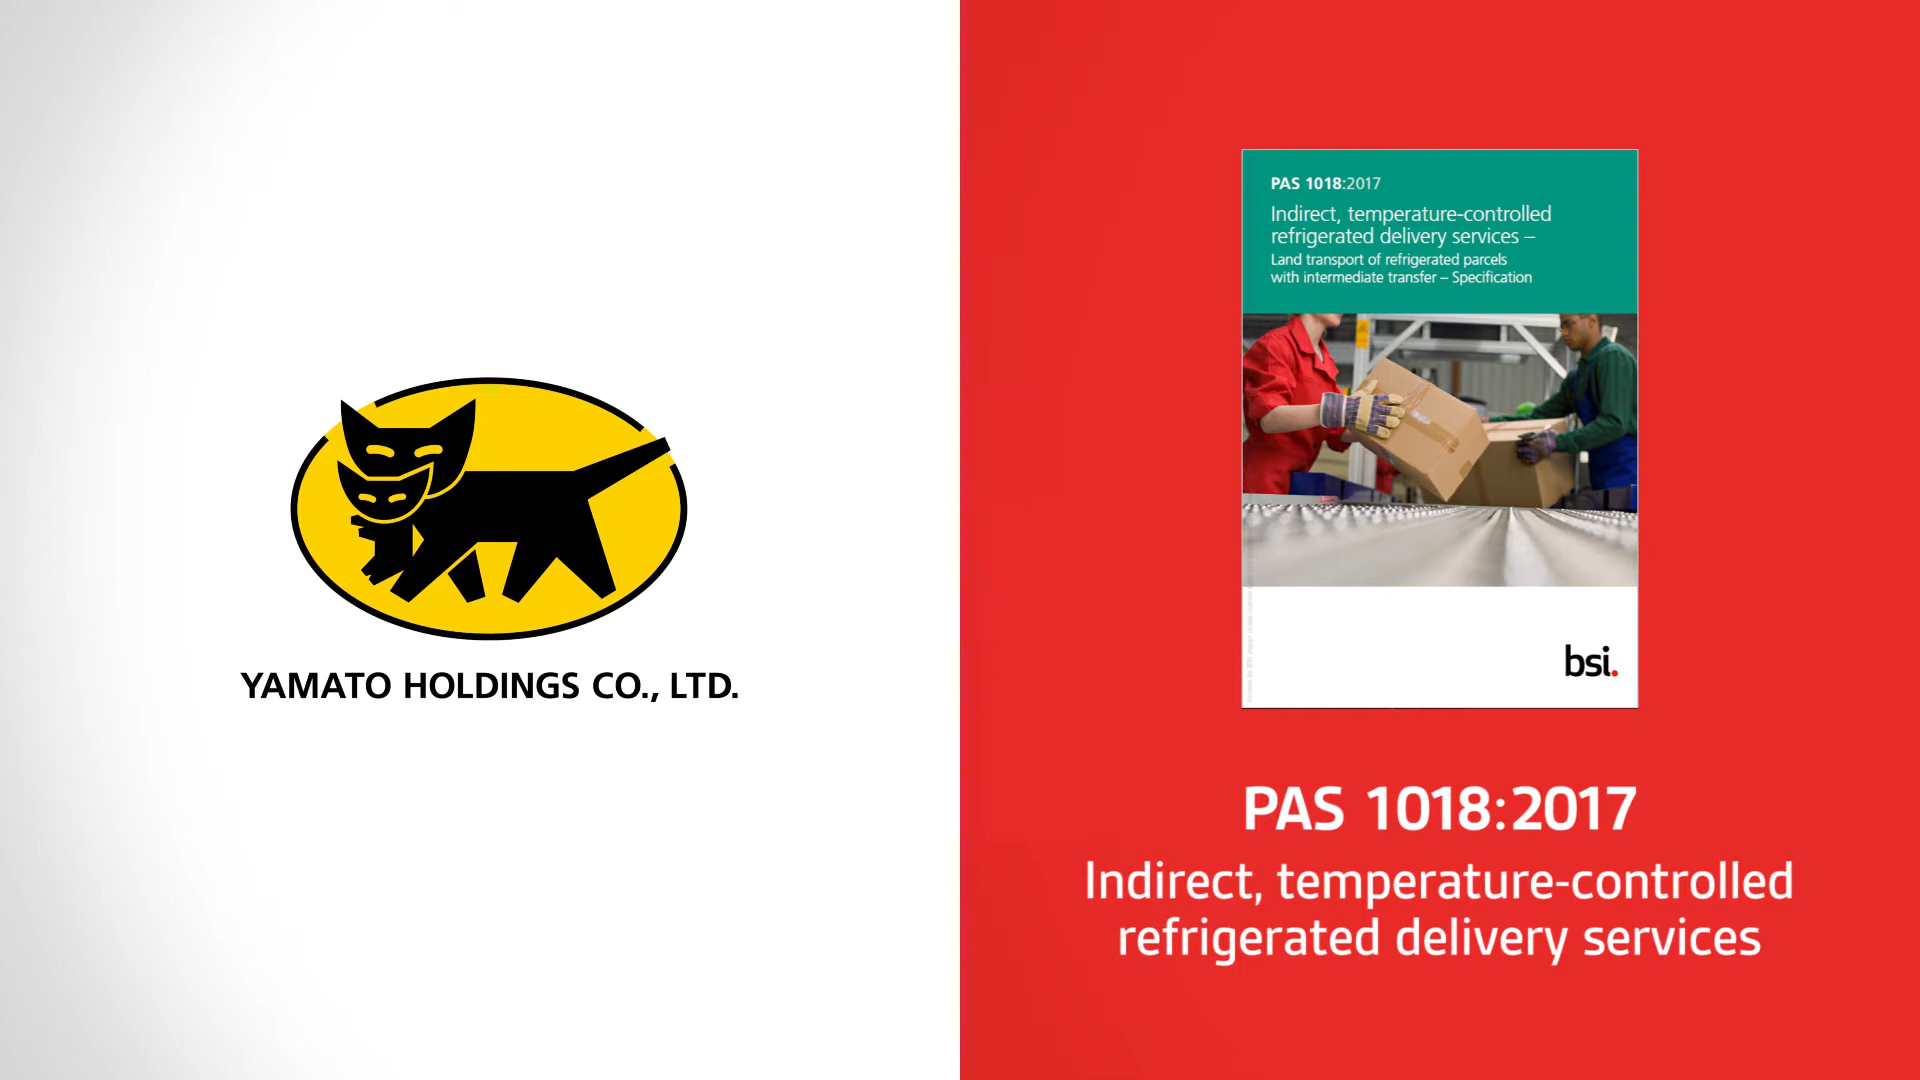 YAMATO HOLDINGS CO., LTD.
PAS 1018:2017
Indirect, temperature-controlled
refrigerated delivery services –
Land transport of refrigerated parcels
with intermediate transfer – Specification
bsi.
PAS 1018:2017
Indirect, temperature-controlled
refrigerated delivery services